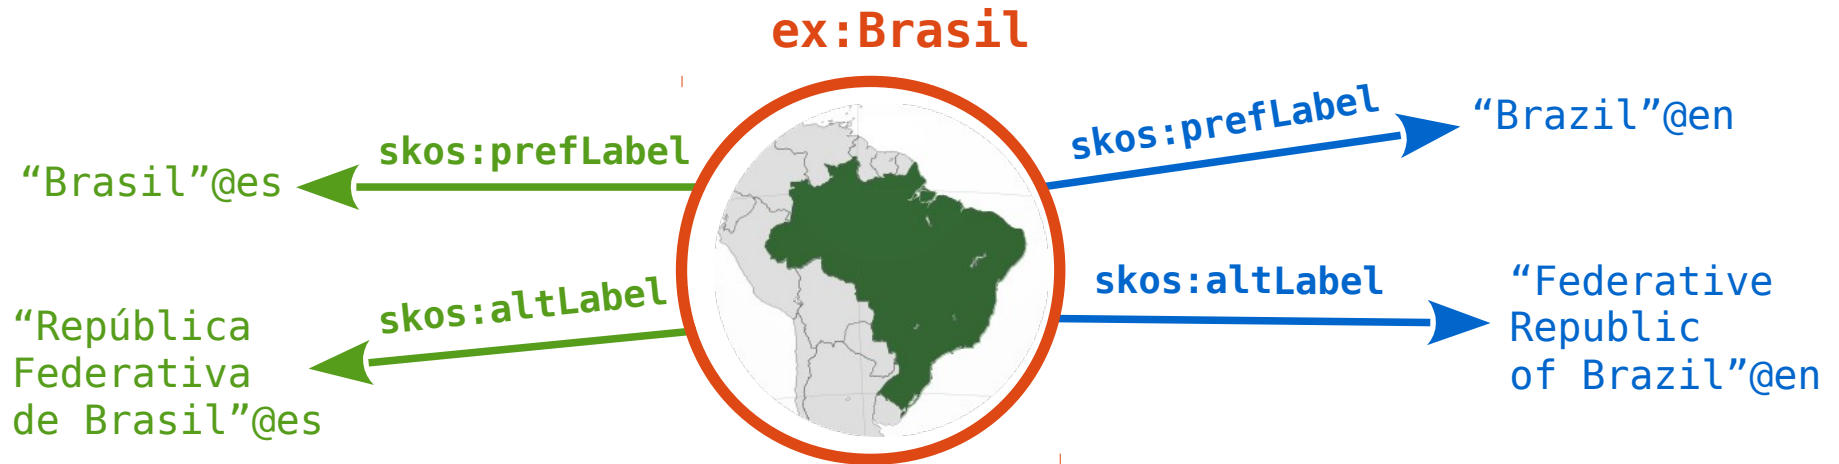 ex:Brasil
skos:prefLabel
“Brasil”@es
skos:altLabel
“República
Federativa
de Brasil”@es
skos:prefLabel
“Brazil”@en
skos:altLabel
“Federative
Republic
of Brazil”@en